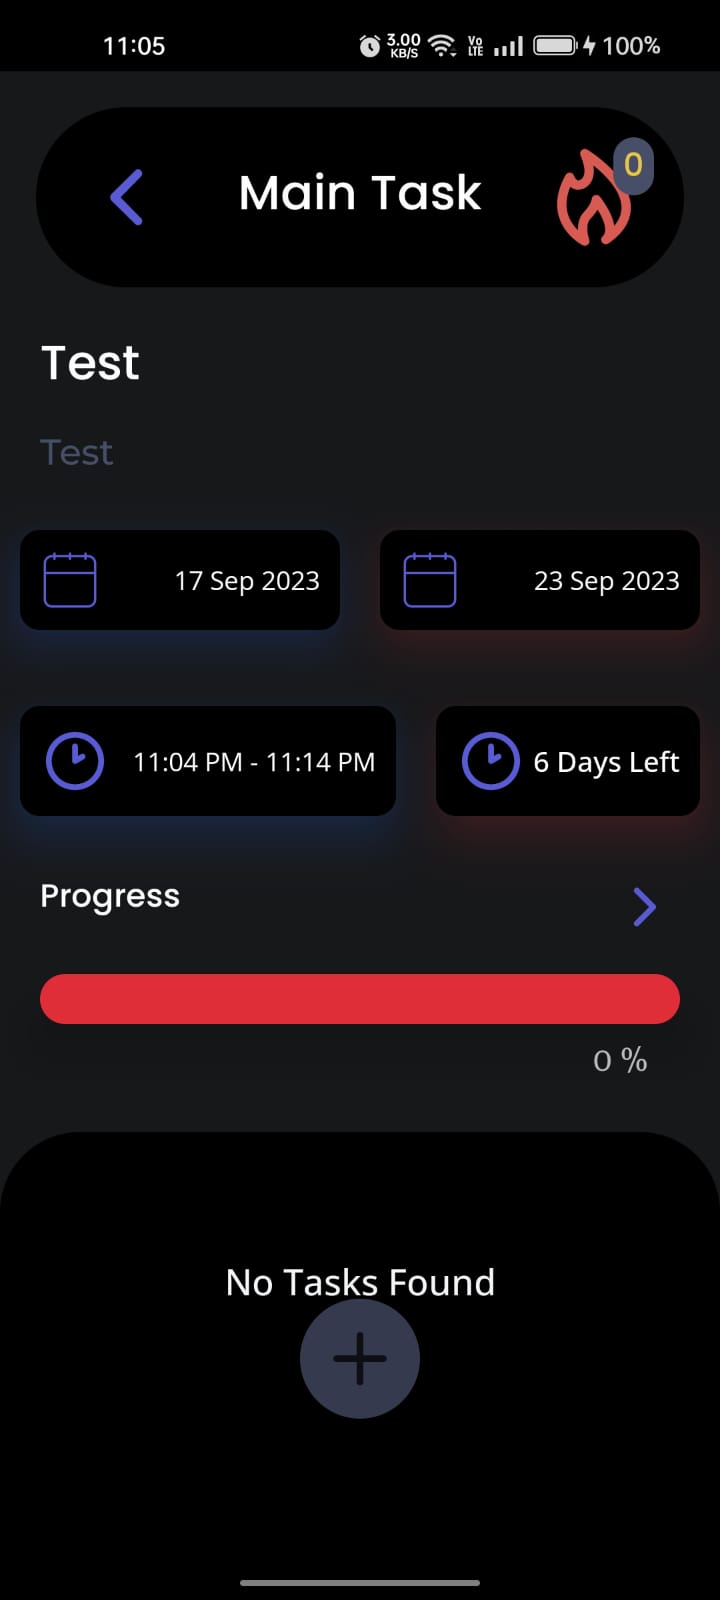 11:05 3.00 KB/S Vo LTE 100%
Main Task 0
Test
Test
17 Sep 2023 23 Sep 2023
11:04 PM - 11:14 PM 6 Days Left
Progress
0 %
No Tasks Found